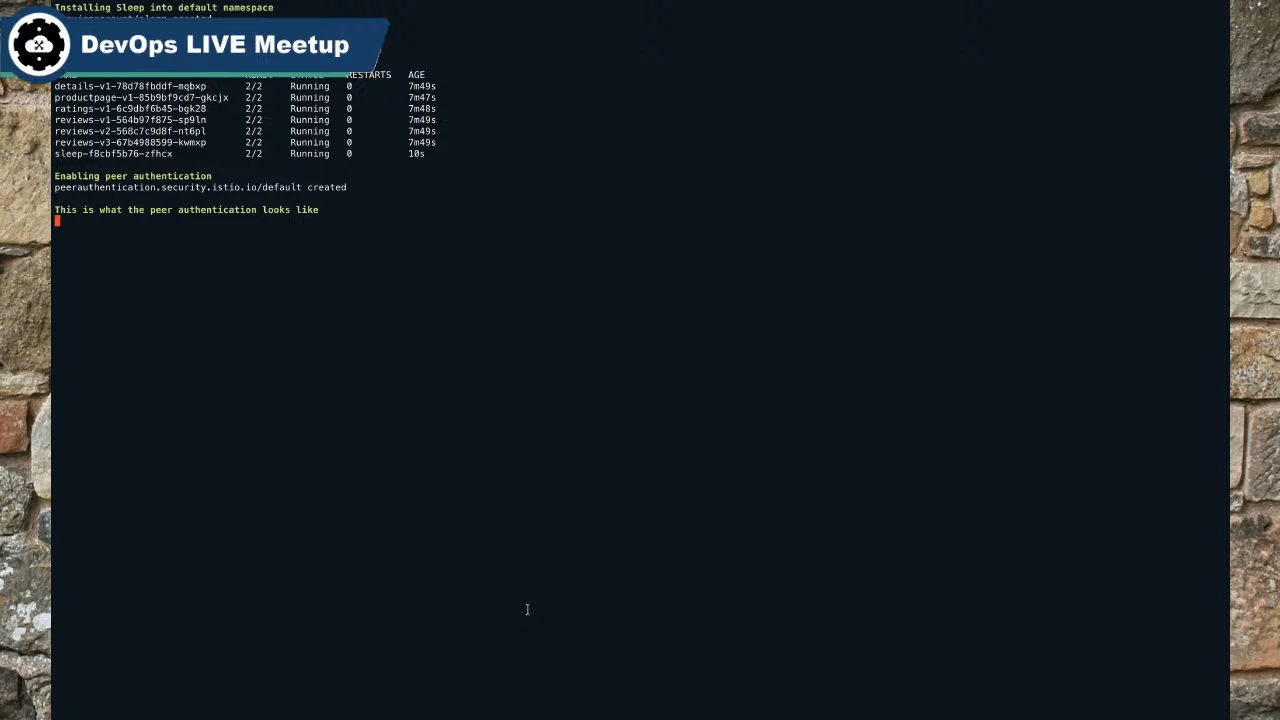 Installing Sleep into default namespace
DevOps LIVE Meetup
RESTARTS AGE
details-v1-78d78fbddf-mqbxp 2/2 Running 0 7m49s
productpage-v1-85b9bf9cd7-gkcjx 2/2 Running 0 7m47s
ratings-v1-6c9dbf6b45-bgk28 2/2 Running 0 7m48s
reviews-v1-564b97f875-sp9ln 2/2 Running 0 7m49s
reviews-v2-568c7c9d8f-nt6pl 2/2 Running 0 7m49s
reviews-v3-67b4988599-kwmxp 2/2 Running 0 7m49s
sleep-f8cbf5b76-zfhcx 2/2 Running 0 10s
Enabling peer authentication
peerauthentication.security.istio.io/default created
This is what the peer authentication looks like